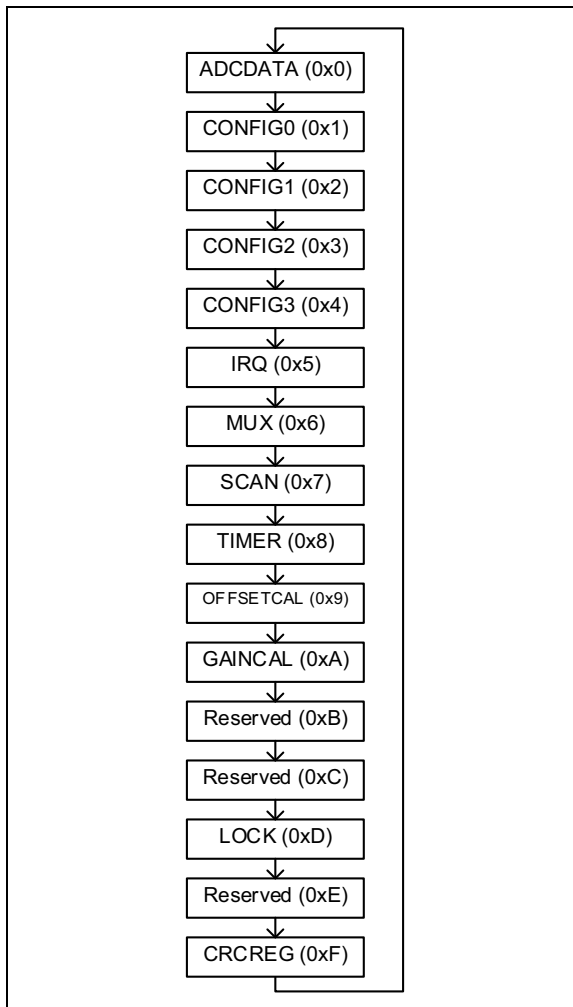 ADCDATA (0x0)
CONFIG0 (0x1)
CONFIG1 (0x2)
CONFIG2 (0x3)
CONFIG3 (0x4)
IRQ (0x5)
MUX (0x6)
SCAN (0x7)
TIMER (0x8)
OFFSETCAL (0x9)
GAINCAL (0xA)
Reserved (0xB)
Reserved (0xC)
LOCK (0xD)
Reserved (0xE)
CRCREG (0xF)